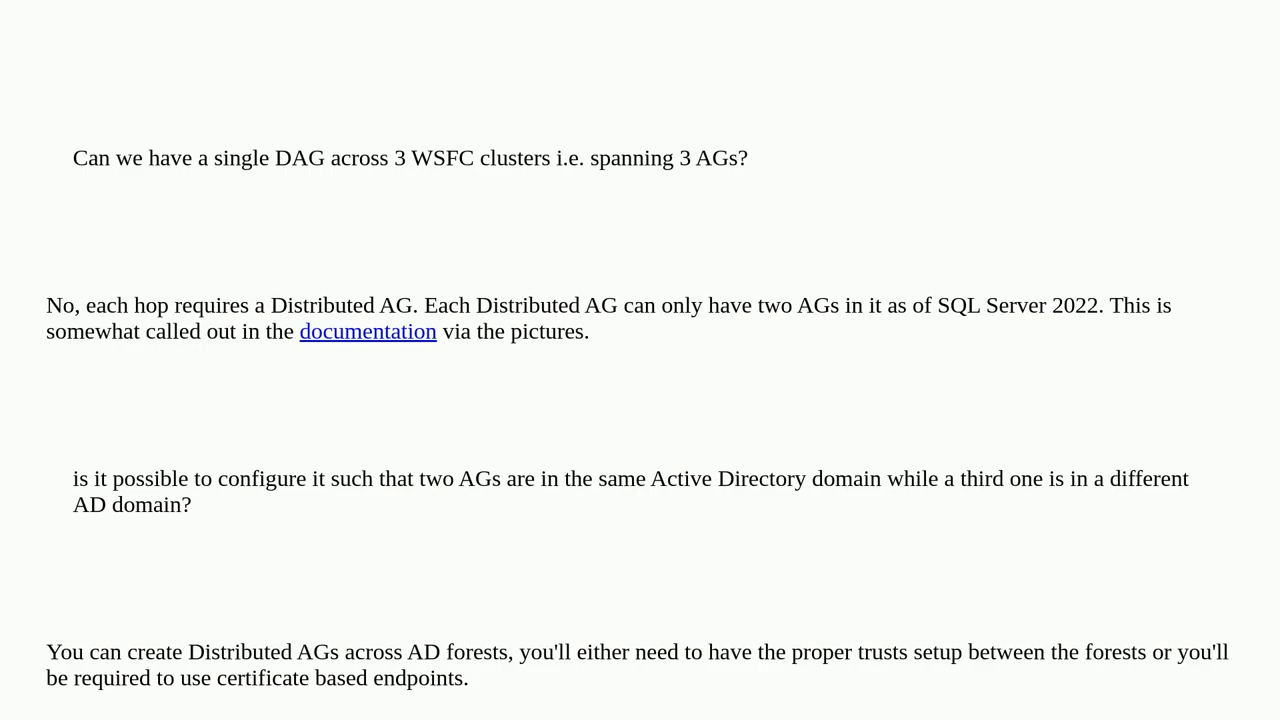 Can we have a single DAG across 3 WSFC clusters i.e. spanning 3 AGs?
No, each hop requires a Distributed AG. Each Distributed AG can only have two AGs in it as of SQL Server 2022. This is
somewhat called out in the documentation via the pictures.
is it possible to configure it such that two AGs are in the same Active Directory domain while a third one is in a different
AD domain?
You can create Distributed AGs across AD forests, you'll either need to have the proper trusts setup between the forests or you'll
be required to use certificate based endpoints.